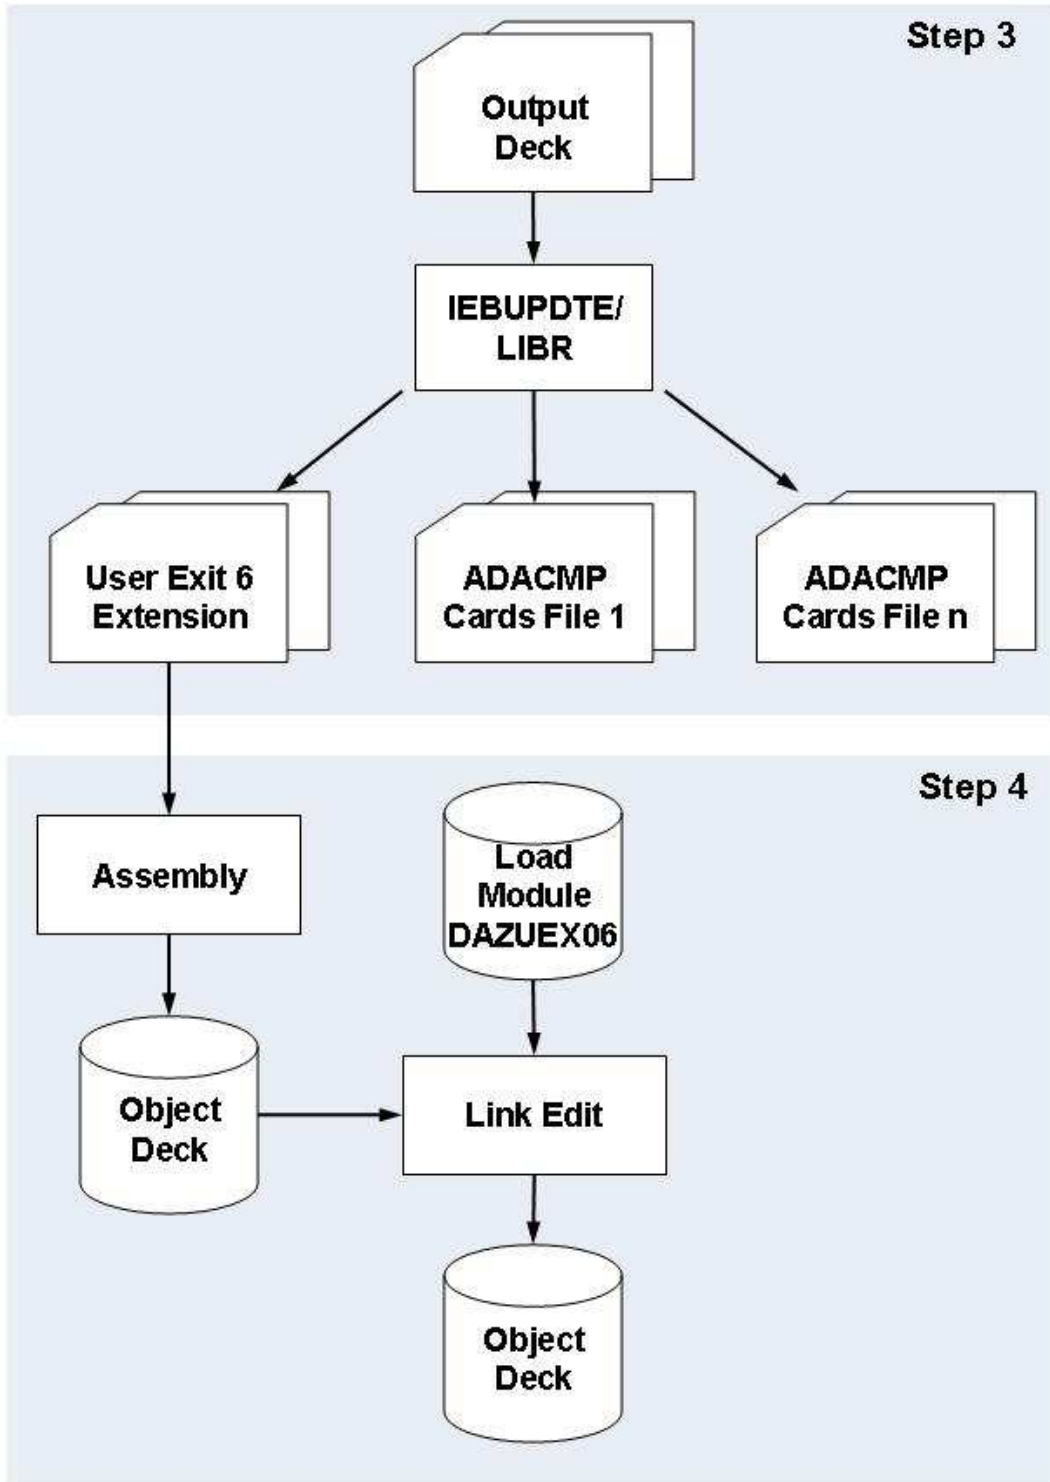 Step 3
Output
Deck
IEBUPDTE/
LIBR
User Exit 6
Extension
ADACMP
Cards File 1
ADACMP
Cards File n
Step 4
Assembly
Load
Module
DAZUEX06
Object
Deck
Link Edit
Object
Deck